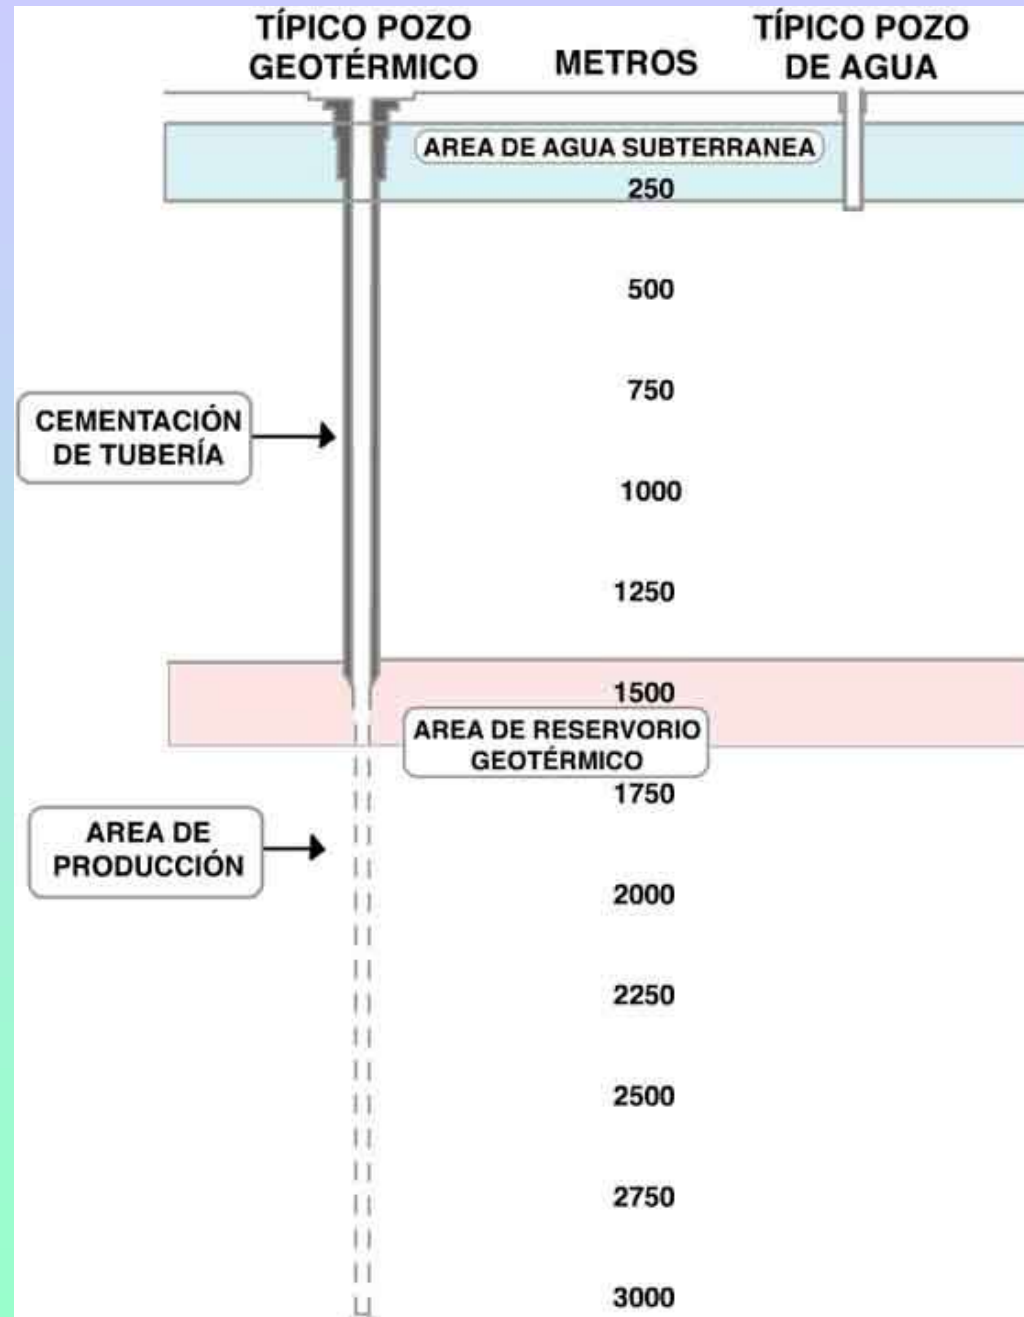 TÍPICO POZO
GEOTÉRMICO
METROS
TÍPICO POZO
DE AGUA
AREA DE AGUA SUBTERRANEA
250
500
750
CEMENTACIÓN
DE TUBERÍA
1000
1250
1500
AREA DE RESERVORIO
GEOTÉRMICO
1750
AREA DE
PRODUCCIÓN
2000
2250
2500
2750
3000